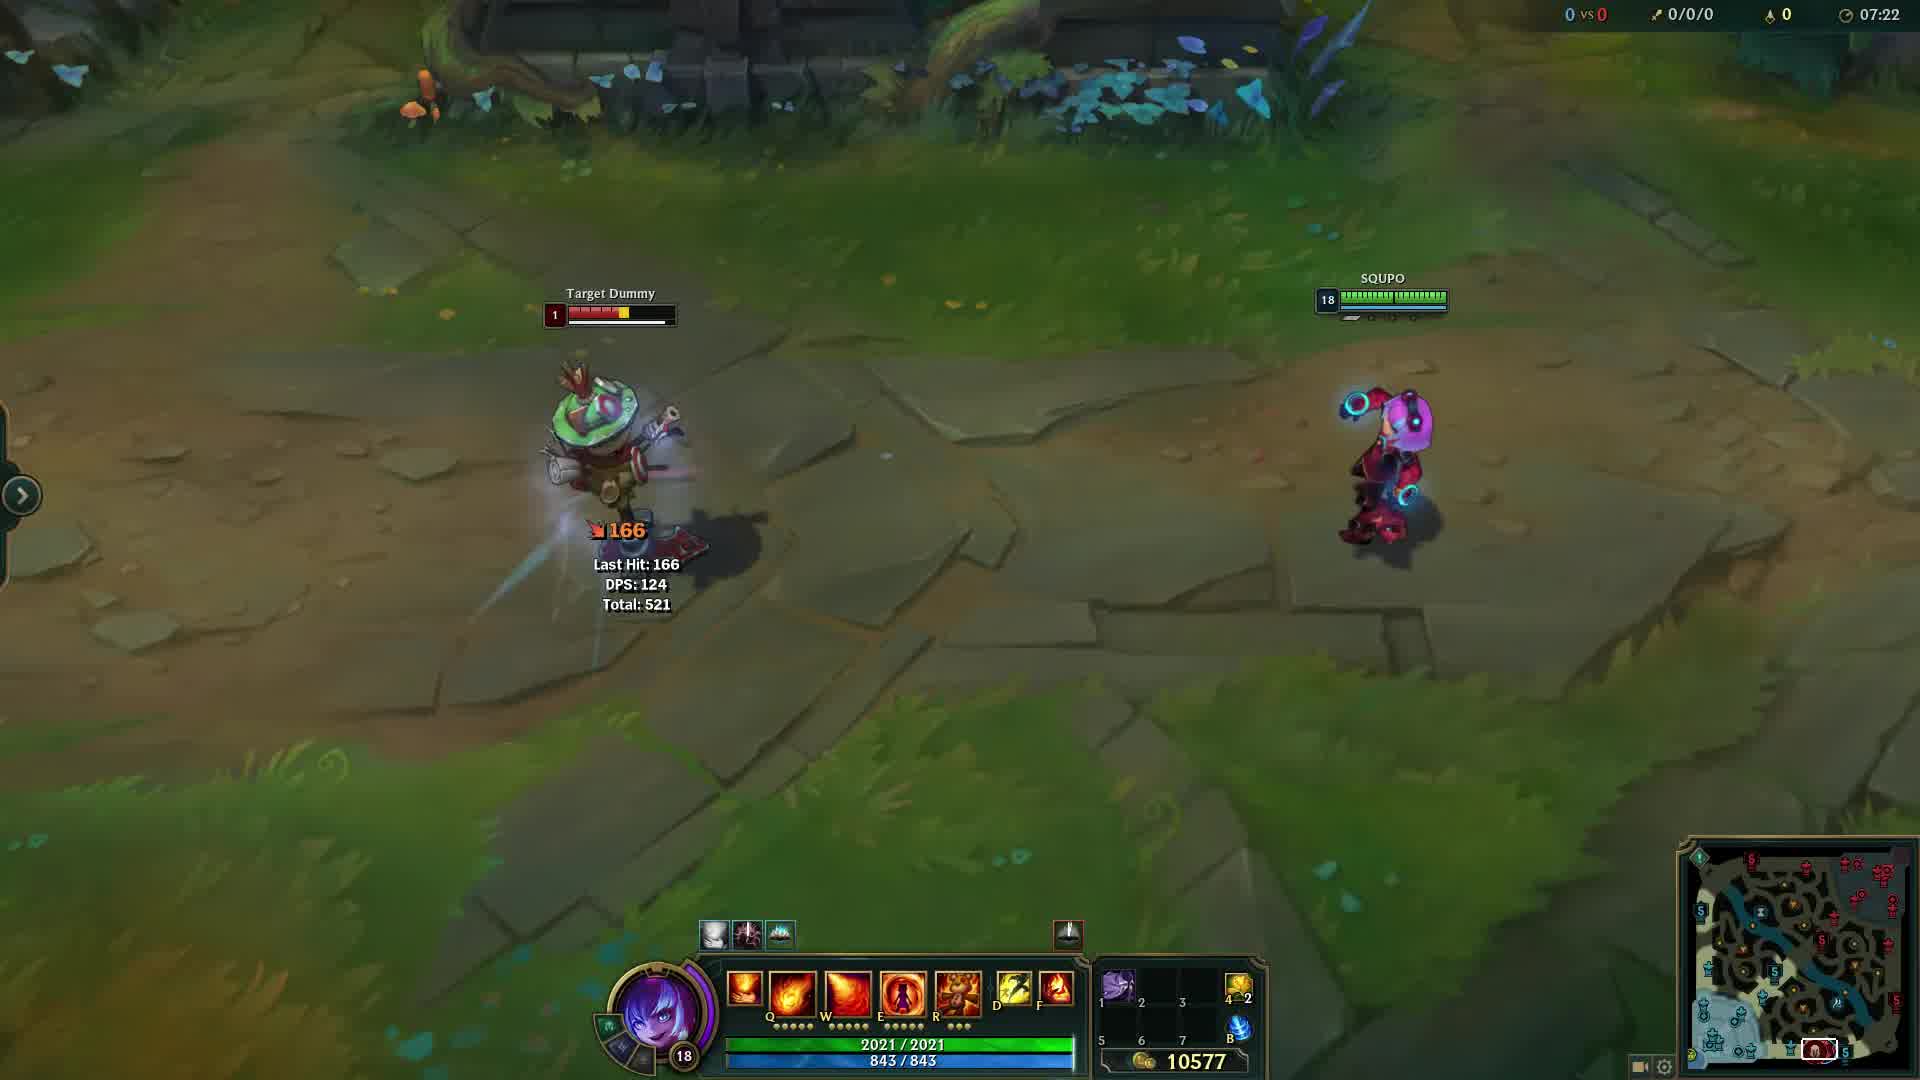 0 vs 0 0/0/0 0 07:22
Target Dummy
1
SQUPO
18
166
Last Hit: 166
DPS: 124
Total: 521
Q W E R D F
1 2 3 4 2
5 6 7 B
2021 / 2021
843 / 843
18
10577
S
S
S
S
S
S